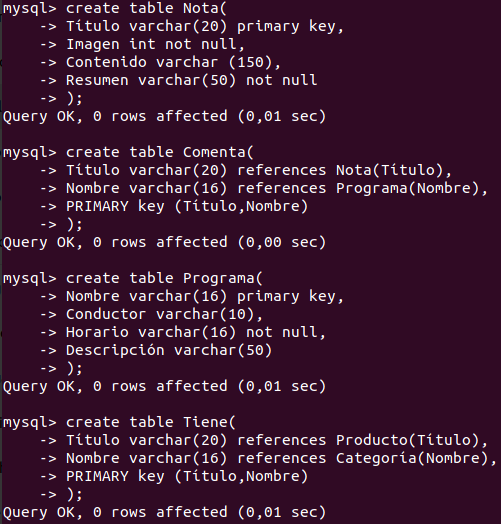 mysql> create table Nota(
-> Título varchar(20) primary key,
-> Imagen int not null,
-> Contenido varchar (150),
-> Resumen varchar(50) not null
-> );
Query OK, 0 rows affected (0,01 sec)
mysql> create table Comenta(
-> Título varchar(20) references Nota(Título),
-> Nombre varchar(16) references Programa(Nombre),
-> PRIMARY key (Título,Nombre)
-> );
Query OK, 0 rows affected (0,00 sec)
mysql> create table Programa(
-> Nombre varchar(16) primary key,
-> Conductor varchar(10),
-> Horario varchar(16) not null,
-> Descripción varchar(50)
-> );
Query OK, 0 rows affected (0,01 sec)
mysql> create table Tiene(
-> Título varchar(20) references Producto(Título),
-> Nombre varchar(16) references Categoría(Nombre),
-> PRIMARY key (Título,Nombre)
-> );
Query OK, 0 rows affected (0,01 sec)